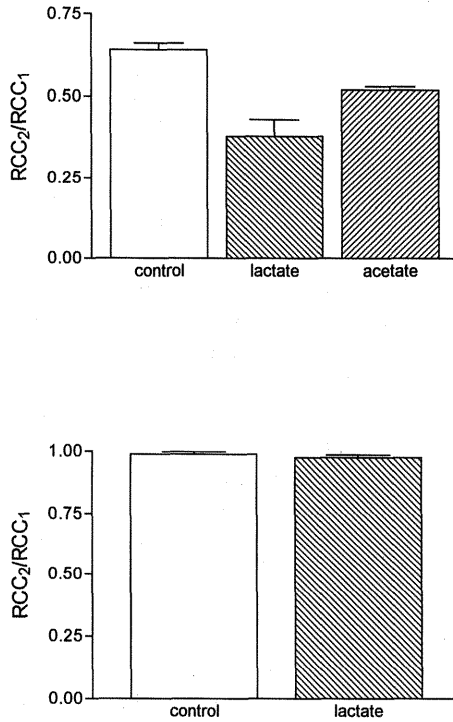 RCC₂/RCC₁
0.75
0.50
0.25
0.00
control lactate acetate
RCC₂/RCC₁
1.00
0.75
0.50
0.25
0.00
control lactate